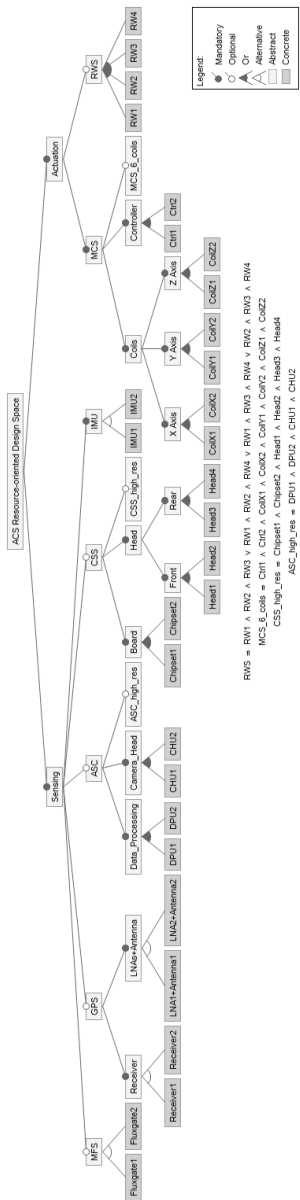 ACS Resource-oriented Design Space
Sensing
Actuation
MFS
GPS
ASC
CSS
IMU
MCS
RWS
Fluxgate1
Fluxgate2
Receiver
LNAs+Antenna
Data_Processing
Camera_Head
ASC_high_res
Board
Head
CSS_high_res
IMU1
IMU2
Coils
Controller
MCS_6_coils
RW1
RW2
RW3
RW4
Receiver1
Receiver2
LNA1+Antenna1
LNA2+Antenna2
DPU1
DPU2
CHU1
CHU2
Chipset1
Chipset2
Front
Rear
X Axis
Y Axis
Z Axis
Ctrl1
Ctrl2
Head1
Head2
Head3
Head4
CoilX1
CoilX2
CoilY1
CoilY2
CoilZ1
CoilZ2
RWS ⇒ RW1 ∧ RW2 ∧ RW3 ∨ RW1 ∧ RW2 ∧ RW4 ∨ RW1 ∧ RW3 ∧ RW4 ∨ RW2 ∧ RW3 ∧ RW4
MCS_6_coils ⇒ Ctrl1 ∧ Ctrl2 ∧ CoilX1 ∧ CoilX2 ∧ CoilY1 ∧ CoilY2 ∧ CoilZ1 ∧ CoilZ2
CSS_high_res ⇒ Chipset1 ∧ Chipset2 ∧ Head1 ∧ Head2 ∧ Head3 ∧ Head4
ASC_high_res ⇒ DPU1 ∧ DPU2 ∧ CHU1 ∧ CHU2
Legend:
Mandatory
Optional
Or
Alternative
Abstract
Concrete